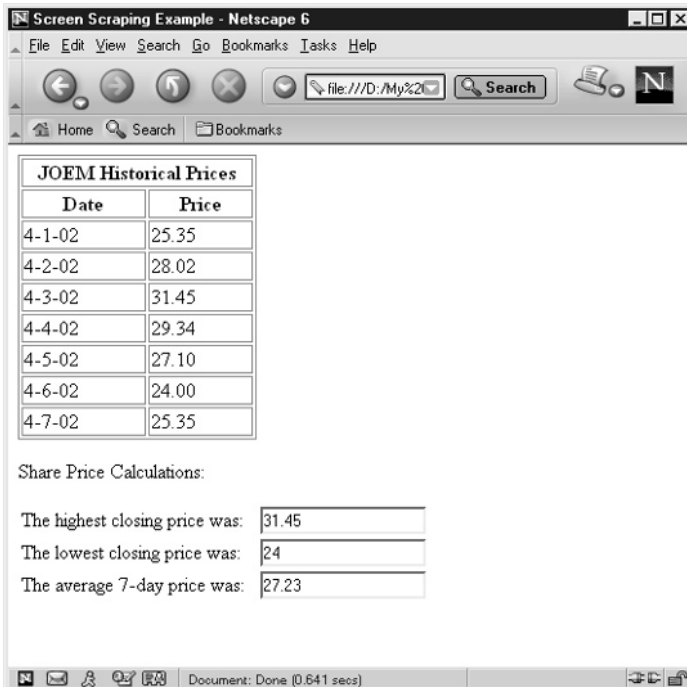 N Screen Scraping Example - Netscape 6
File Edit View Search Go Bookmarks Tasks Help
file:///D:/My%2 Search N
Home Search Bookmarks
JOEM Historical Prices
Date Price
4-1-02 25.35
4-2-02 28.02
4-3-02 31.45
4-4-02 29.34
4-5-02 27.10
4-6-02 24.00
4-7-02 25.35
Share Price Calculations:
The highest closing price was: 31.45
The lowest closing price was: 24
The average 7-day price was: 27.23
N Document: Done (0.641 secs)